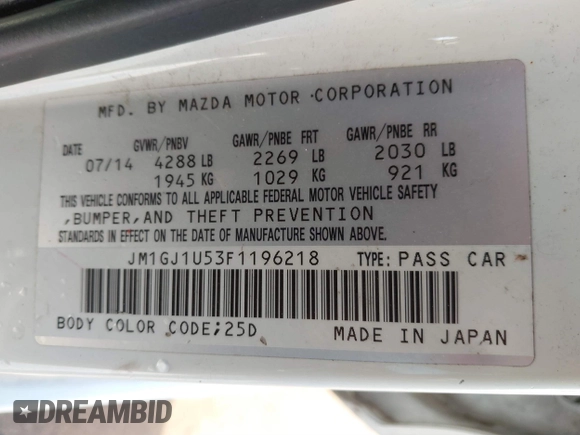 MFD. BY MAZDA MOTOR CORPORATION
DATE GVWR/PNBV GAWR/PNBE FRT GAWR/PNBE RR
07/14 4288 LB 2269 LB 2030 LB
1945 KG 1029 KG 921 KG
THIS VEHICLE CONFORMS TO ALL APPLICABLE FEDERAL MOTOR VEHICLE SAFETY
,BUMPER,AND THEFT PREVENTION
STANDARDS IN EFFECT ON THE DATE OF MANUFACTURE SHOWN ABOVE.
JM1GJ1U53F1196218 TYPE: PASS CAR
BODY COLOR CODE;25D MADE IN JAPAN
DREAMBID